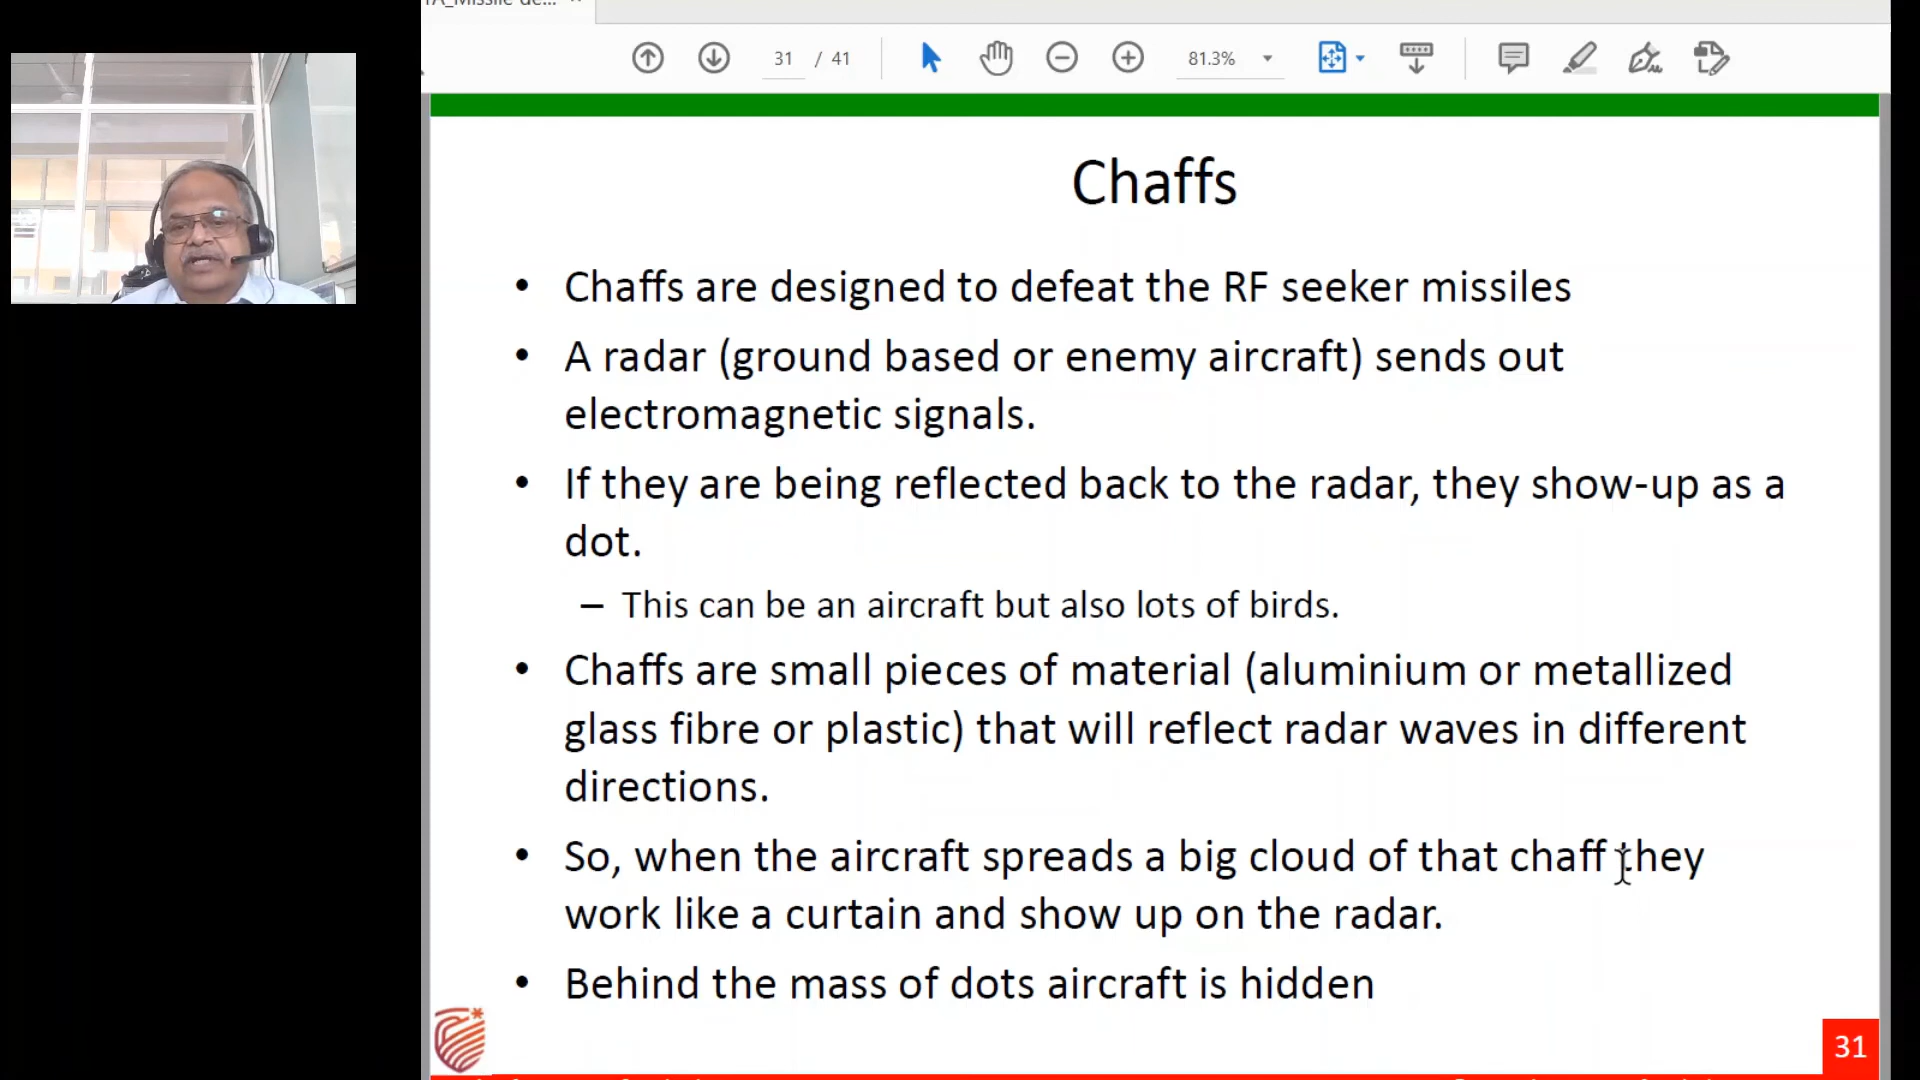 31 / 41
81.3%
Chaffs
• Chaffs are designed to defeat the RF seeker missiles
• A radar (ground based or enemy aircraft) sends out
electromagnetic signals.
• If they are being reflected back to the radar, they show-up as a
dot.
– This can be an aircraft but also lots of birds.
• Chaffs are small pieces of material (aluminium or metallized
glass fibre or plastic) that will reflect radar waves in different
directions.
• So, when the aircraft spreads a big cloud of that chaff they
work like a curtain and show up on the radar.
• Behind the mass of dots aircraft is hidden
31